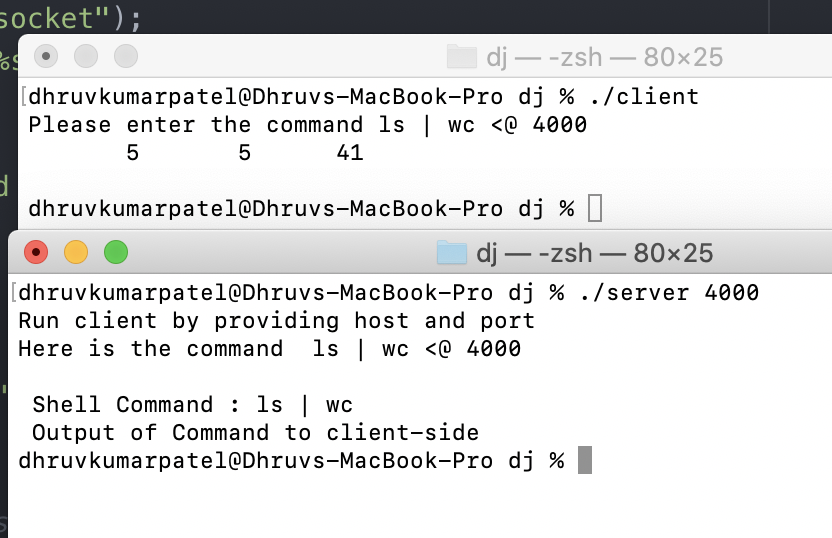 socket");
%s
dj — -zsh — 80×25
[dhruvkumarpatel@Dhruvs-MacBook-Pro dj % ./client
Please enter the command ls | wc <@ 4000
5 5 41
d
dhruvkumarpatel@Dhruvs-MacBook-Pro dj %
dj — -zsh — 80×25
[dhruvkumarpatel@Dhruvs-MacBook-Pro dj % ./server 4000
Run client by providing host and port
Here is the command  ls | wc <@ 4000
"
Shell Command : ls | wc
Output of Command to client-side
dhruvkumarpatel@Dhruvs-MacBook-Pro dj %